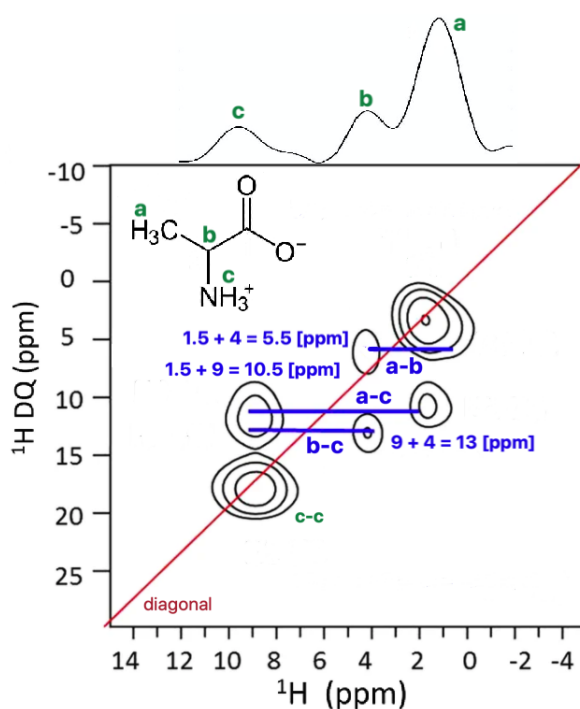 a
b
c
-10
-5
0
5
10
15
20
25
¹H DQ (ppm)
a
H₃C
b
O
O⁻
c
NH₃⁺
1.5 + 4 = 5.5 [ppm]
a-b
1.5 + 9 = 10.5 [ppm]
a-c
b-c
9 + 4 = 13 [ppm]
c-c
diagonal
14 12 10 8 6 4 2 0 -2 -4
¹H (ppm)